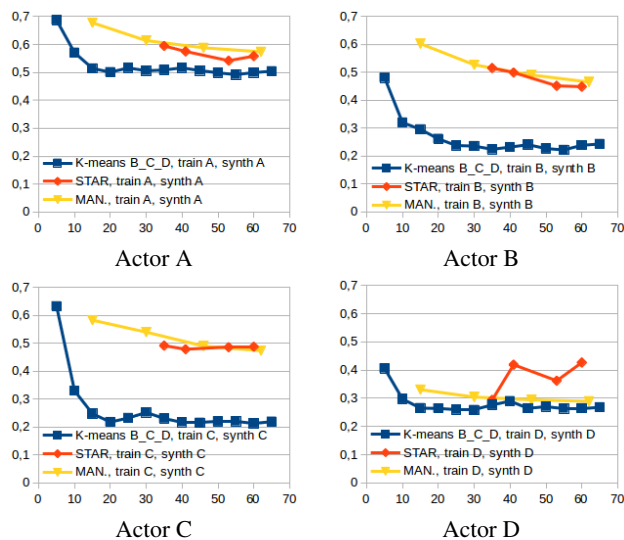 0,7
0,6
0,5
0,4
0,3
0,2
0,1
0
K-means B_C_D, train A, synth A
STAR, train A, synth A
MAN., train A, synth A
0 10 20 30 40 50 60 70
Actor A
0,7
0,6
0,5
0,4
0,3
0,2
0,1
0
K-means B_C_D, train B, synth B
STAR, train B, synth B
MAN., train B, synth B
0 10 20 30 40 50 60 70
Actor B
0,7
0,6
0,5
0,4
0,3
0,2
0,1
0
K-means B_C_D, train C, synth C
STAR, train C, synth C
MAN., train C, synth C
0 10 20 30 40 50 60 70
Actor C
0,7
0,6
0,5
0,4
0,3
0,2
0,1
0
K-means B_C_D, train D, synth D
STAR, train D, synth D
MAN., train D, synth D
0 10 20 30 40 50 60 70
Actor D